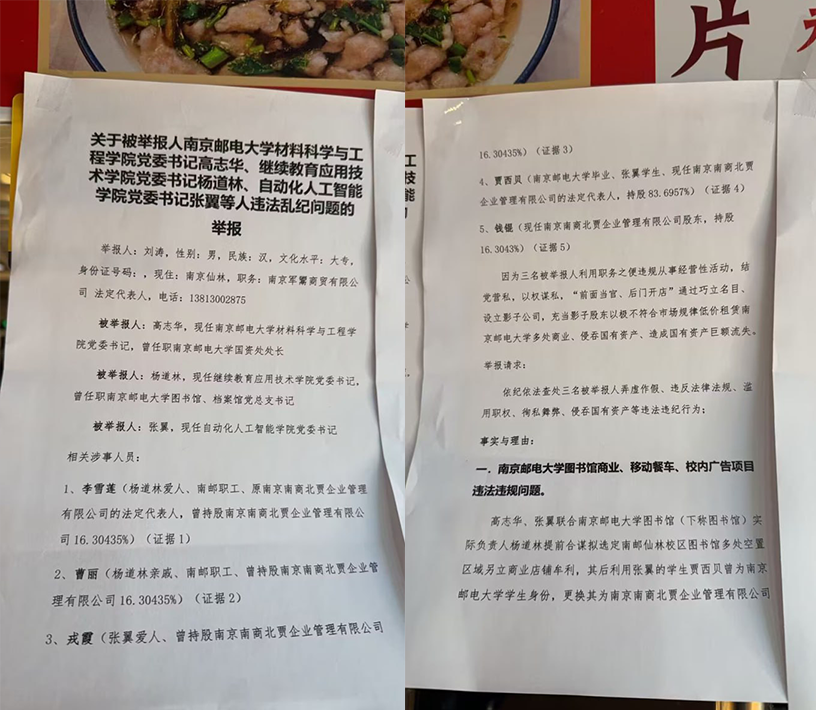 关于被举报人南京邮电大学材料科学与工
程学院党委书记高志华、继续教育应用技
术学院党委书记杨道林、自动化人工智能
学院党委书记张翼等人违法乱纪问题的
举报
举报人：刘涛，性别：男，民族：汉，文化水平：大专，
身份证号码：，现住：南京仙林，职务：南京军鸞商贸有限公
司 法定代表人，电话：13813002875
被举报人：高志华，现任南京邮电大学材料科学与工程学
院党委书记，曾任职南京邮电大学国资处处长
被举报人：杨道林，现任继续教育应用技术学院党委书记，
曾任职南京邮电大学图书馆、档案馆党总支书记
被举报人：张翼，现任自动化人工智能学院党委书记
相关涉事人员：
1、李雪莲（杨道林爱人、南邮职工、原南京南商北贾企业管理
有限公司的法定代表人，曾持股南京南商北贾企业管理有限公
司16.30435%）（证据1）
2、曹丽（杨道林亲戚、南邮职工、曾持股南京南商北贾企业管
理有限公司16.30435%）（证据2）
3、戎霞（张翼爱人、曾持股南京南商北贾企业管理有限公司
片
工
技
能
16.30435%）（证据3）
4、贾西贝（南京邮电大学毕业、张翼学生、现任南京南商北贾
企业管理有限公司的法定代表人，持股83.6957%）（证据4）
5、钱锟（现任南京南商北贾企业管理有限公司股东，持股
16.3043%）（证据5）
因为三名被举报人利用职务之便违规从事经营性活动，结
党营私，以权谋私，“前面当官、后门开店”通过巧立名目、
设立影子公司，充当影子股东以极不符合市场规律低价租赁南
京邮电大学多处商业、侵吞国有资产、造成国有资产巨额流失。
举报请求：
依纪依法查处三名被举报人弄虚作假、违反法律法规、滥
用职权、徇私舞弊、侵吞国有资产等违法违纪行为；
事实与理由：
一．南京邮电大学图书馆商业、移动餐车、校内广告项目
违法违规问题。
高志华、张翼联合南京邮电大学图书馆（下称图书馆）实
际负责人杨道林提前合谋拟选定南邮仙林校区图书馆多处空置
区域另立商业店铺牟利，其后利用张翼的学生贾西贝曾为南京
邮电大学学生身份，更换其为南京南商北贾企业管理有限公司